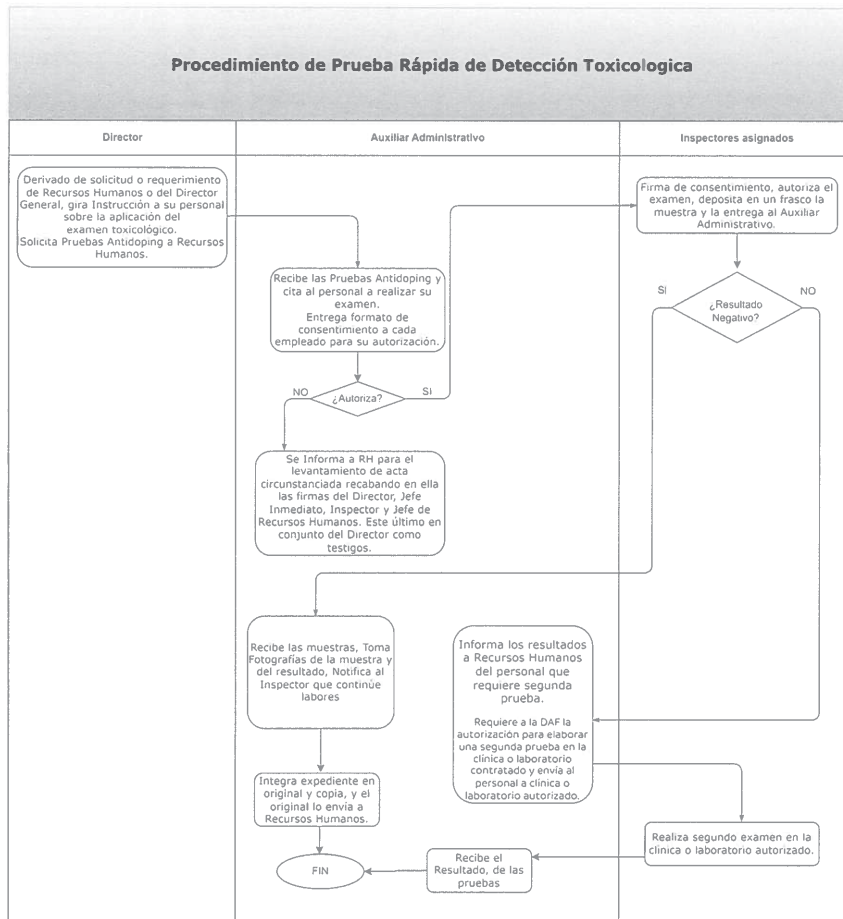 Procedimiento de Prueba Rápida de Detección Toxicologica
Director
Auxiliar Administrativo
Inspectores asignados
Derivado de solicitud o requerimiento
de Recursos Humanos o del Director
General, gira Instrucción a su personal
sobre la aplicación del
examen toxicológico.
Solicita Pruebas Antidoping a Recursos
Humanos.
Recibe las Pruebas Antidoping y
cita al personal a realizar su
examen.
Entrega formato de
consentimiento a cada
empleado para su autorización.
NO
¿Autoriza?
SI
Se Informa a RH para el
levantamiento de acta
circunstanciada recabando en ella
las firmas del Director, Jefe
Inmediato, Inspector y Jefe de
Recursos Humanos. Este último en
conjunto del Director como
testigos.
Firma de consentimiento, autoriza el
examen, deposita en un frasco la
muestra y la entrega al Auxiliar
Administrativo.
SI
¿Resultado
Negativo?
NO
Recibe las muestras, Toma
Fotografías de la muestra y
del resultado, Notifica al
Inspector que continúe
labores
Informa los resultados
a Recursos Humanos
del personal que
requiere segunda
prueba.
Requiere a la DAF la
autorización para elaborar
una segunda prueba en la
clínica o laboratorio
contratado y envía al
personal a clínica o
laboratorio autorizado.
Integra expediente en
original y copia, y el
original lo envía a
Recursos Humanos.
Realiza segundo examen en la
clínica o laboratorio autorizado.
Recibe el
Resultado, de las
pruebas
FIN